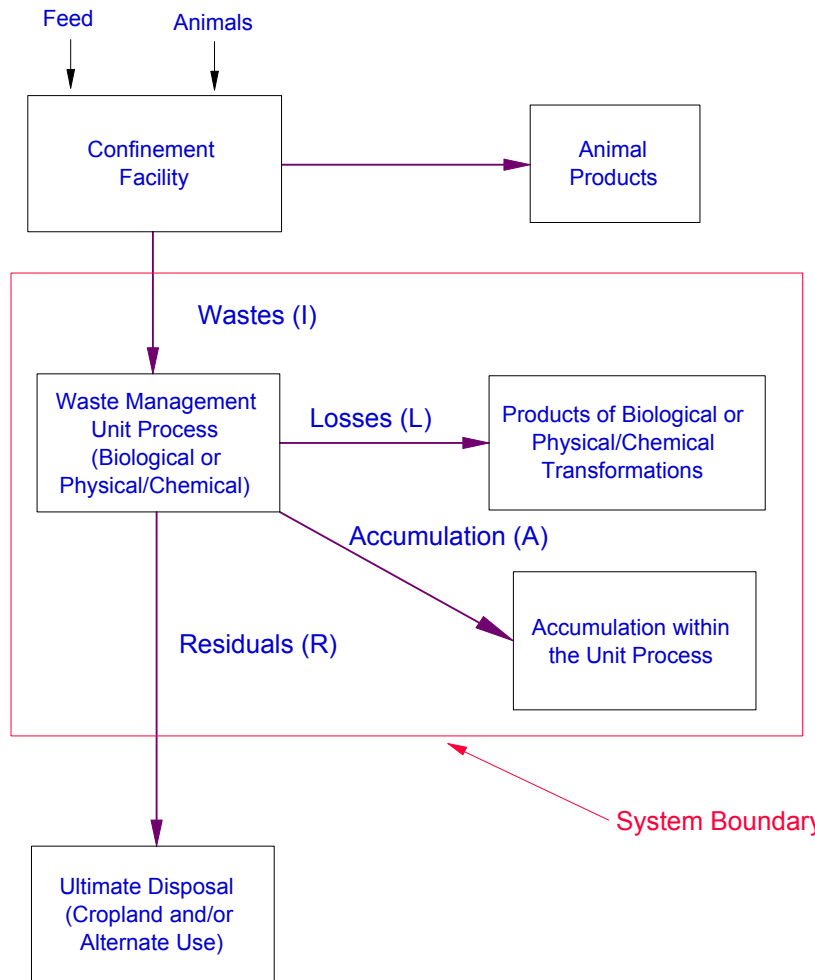 Feed
Animals
Confinement
Facility
Animal
Products
Wastes (I)
Waste Management
Unit Process
(Biological or
Physical/Chemical)
Losses (L)
Products of Biological or
Physical/Chemical
Transformations
Accumulation (A)
Accumulation within
the Unit Process
Residuals (R)
System Boundary
Ultimate Disposal
(Cropland and/or
Alternate Use)